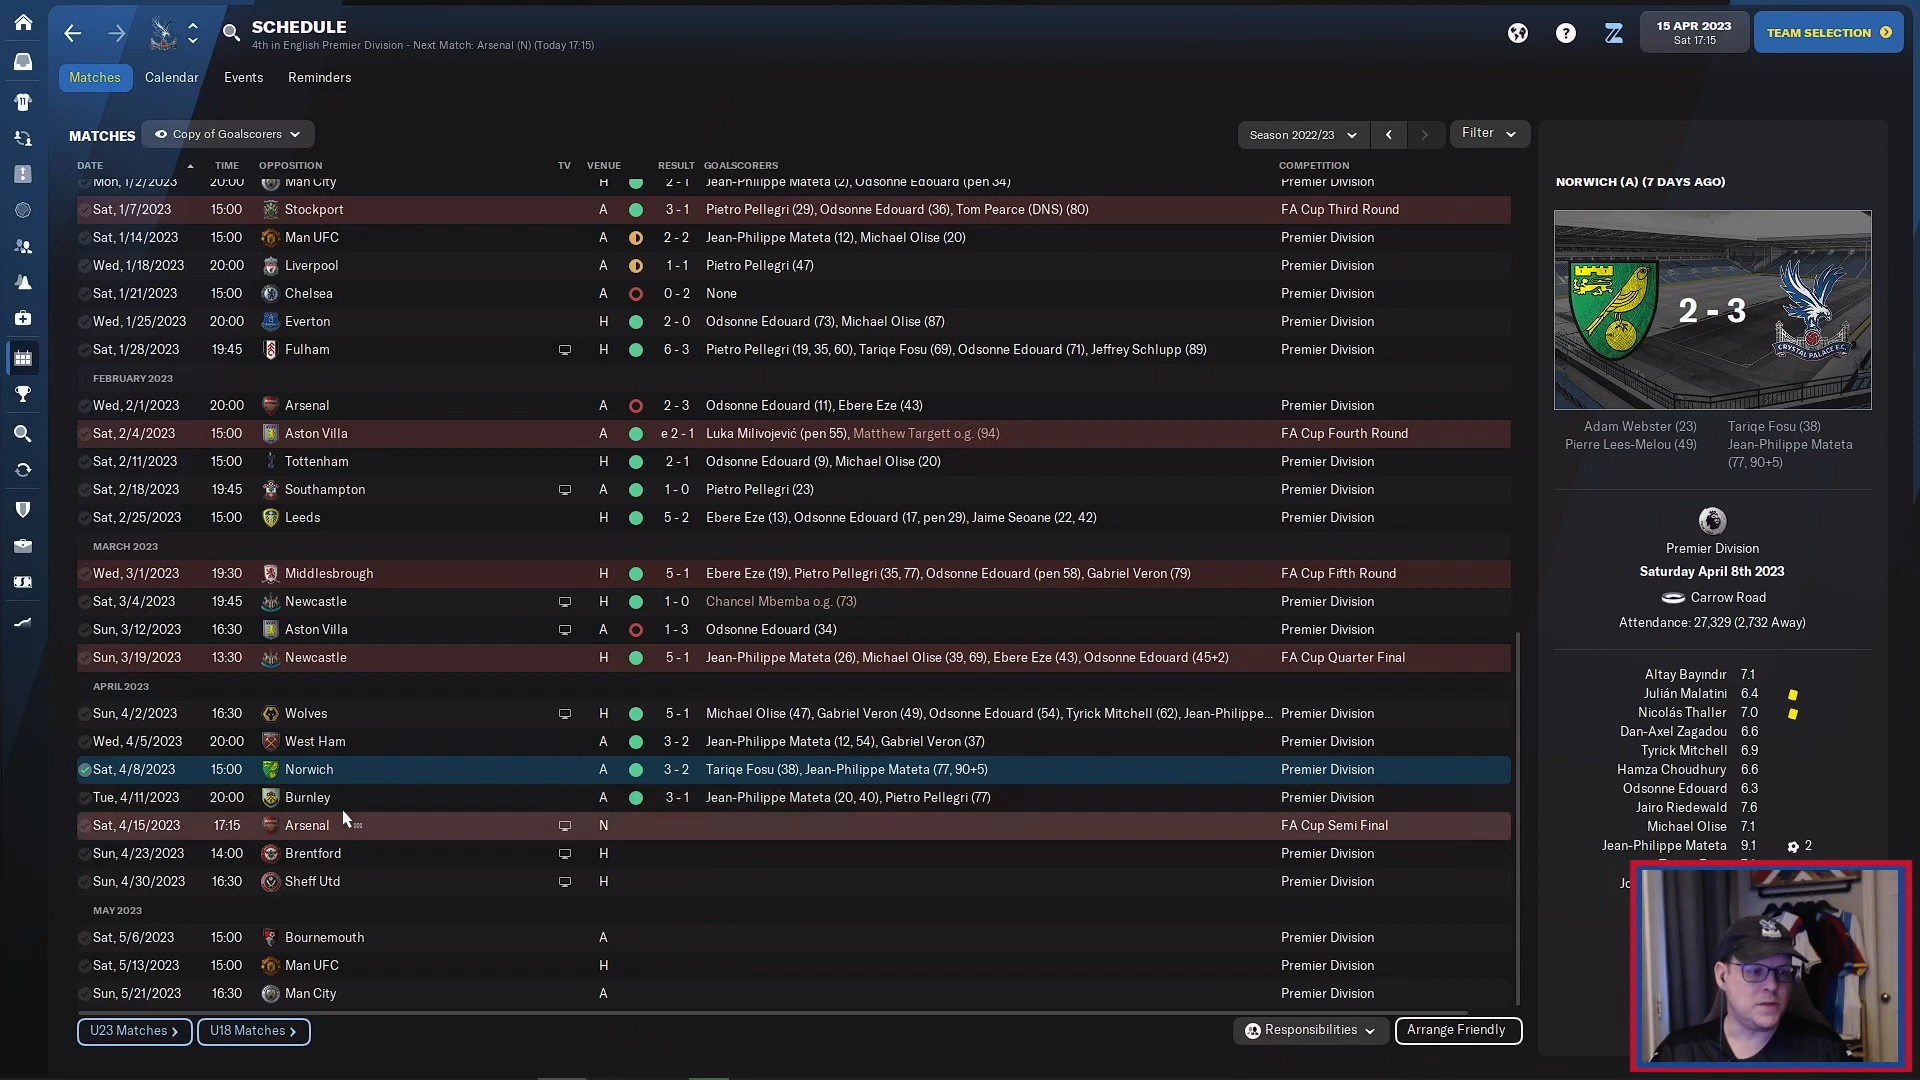 SCHEDULE
4th in English Premier Division - Next Match: Arsenal (N) (Today 17:15)
15 APR 2023
Sat 17:15
TEAM SELECTION
Matches Calendar Events Reminders
MATCHES Copy of Goalscorers Season 2022/23 Filter
DATE TIME OPPOSITION TV VENUE RESULT GOALSCORERS COMPETITION
Mon, 1/2/2023 20:00 Man City H 2 - 1 Jean-Philippe Mateta (2), Odsonne Edouard (pen 34) Premier Division
Sat, 1/7/2023 15:00 Stockport A 3 - 1 Pietro Pellegri (29), Odsonne Edouard (36), Tom Pearce (DNS) (80) FA Cup Third Round
Sat, 1/14/2023 15:00 Man UFC A 2 - 2 Jean-Philippe Mateta (12), Michael Olise (20) Premier Division
Wed, 1/18/2023 20:00 Liverpool A 1 - 1 Pietro Pellegri (47) Premier Division
Sat, 1/21/2023 15:00 Chelsea A 0 - 2 None Premier Division
Wed, 1/25/2023 20:00 Everton H 2 - 0 Odsonne Edouard (73), Michael Olise (87) Premier Division
Sat, 1/28/2023 19:45 Fulham H 6 - 3 Pietro Pellegri (19, 35, 60), Tariqe Fosu (69), Odsonne Edouard (71), Jeffrey Schlupp (89) Premier Division
FEBRUARY 2023
Wed, 2/1/2023 20:00 Arsenal A 2 - 3 Odsonne Edouard (11), Ebere Eze (43) Premier Division
Sat, 2/4/2023 15:00 Aston Villa A e 2 - 1 Luka Milivojević (pen 55), Matthew Targett o.g. (94) FA Cup Fourth Round
Sat, 2/11/2023 15:00 Tottenham H 2 - 1 Odsonne Edouard (9), Michael Olise (20) Premier Division
Sat, 2/18/2023 19:45 Southampton A 1 - 0 Pietro Pellegri (23) Premier Division
Sat, 2/25/2023 15:00 Leeds H 5 - 2 Ebere Eze (13), Odsonne Edouard (17, pen 29), Jaime Seoane (22, 42) Premier Division
MARCH 2023
Wed, 3/1/2023 19:30 Middlesbrough H 5 - 1 Ebere Eze (19), Pietro Pellegri (35, 77), Odsonne Edouard (pen 58), Gabriel Veron (79) FA Cup Fifth Round
Sat, 3/4/2023 19:45 Newcastle H 1 - 0 Chancel Mbemba o.g. (73) Premier Division
Sun, 3/12/2023 16:30 Aston Villa A 1 - 3 Odsonne Edouard (34) Premier Division
Sun, 3/19/2023 13:30 Newcastle H 5 - 1 Jean-Philippe Mateta (26), Michael Olise (39, 69), Ebere Eze (43), Odsonne Edouard (45+2) FA Cup Quarter Final
APRIL 2023
Sun, 4/2/2023 16:30 Wolves H 5 - 1 Michael Olise (47), Gabriel Veron (49), Odsonne Edouard (54), Tyrick Mitchell (62), Jean-Philippe... Premier Division
Wed, 4/5/2023 20:00 West Ham A 3 - 2 Jean-Philippe Mateta (12, 54), Gabriel Veron (37) Premier Division
Sat, 4/8/2023 15:00 Norwich A 3 - 2 Tariqe Fosu (38), Jean-Philippe Mateta (77, 90+5) Premier Division
Tue, 4/11/2023 20:00 Burnley A 3 - 1 Jean-Philippe Mateta (20, 40), Pietro Pellegri (77) Premier Division
Sat, 4/15/2023 17:15 Arsenal N FA Cup Semi Final
Sun, 4/23/2023 14:00 Brentford H Premier Division
Sun, 4/30/2023 16:30 Sheff Utd H Premier Division
MAY 2023
Sat, 5/6/2023 15:00 Bournemouth A Premier Division
Sat, 5/13/2023 15:00 Man UFC H Premier Division
Sun, 5/21/2023 16:30 Man City A Premier Division
U23 Matches U18 Matches Responsibilities Arrange Friendly
NORWICH (A) (7 DAYS AGO)
2 - 3
CRYSTAL PALACE F.C.
Adam Webster (23) Tariqe Fosu (38)
Pierre Lees-Melou (49) Jean-Philippe Mateta
(77, 90+5)
Premier Division
Saturday April 8th 2023
Carrow Road
Attendance: 27,329 (2,732 Away)
Altay Bayındır 7.1
Julián Malatini 6.4
Nicolás Thaller 7.0
Dan-Axel Zagadou 6.6
Tyrick Mitchell 6.9
Hamza Choudhury 6.6
Odsonne Edouard 6.3
Jairo Riedewald 7.6
Michael Olise 7.1
Jean-Philippe Mateta 9.1 2